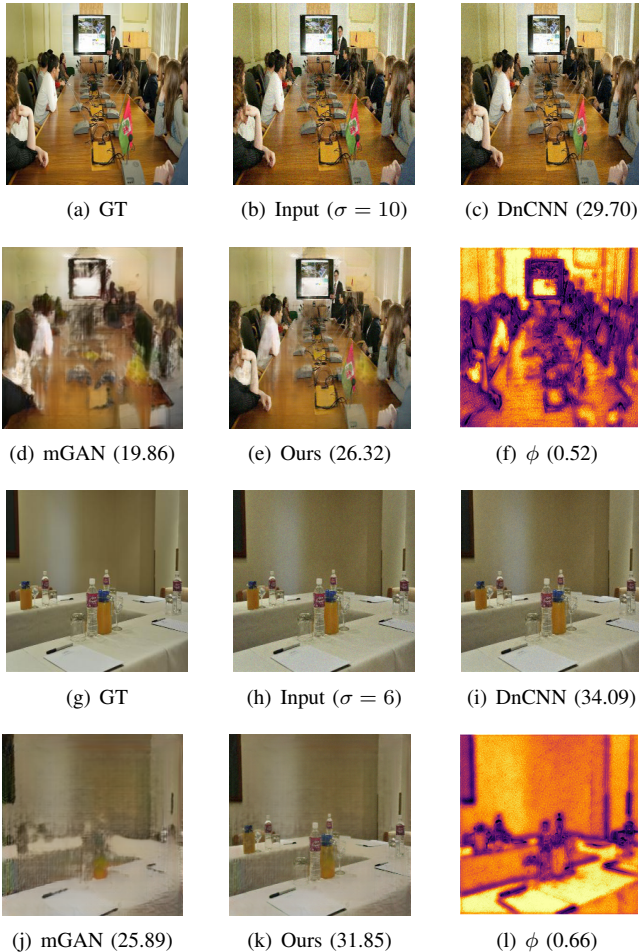 (a) GT
(b) Input (σ = 10)
(c) DnCNN (29.70)
(d) mGAN (19.86)
(e) Ours (26.32)
(f) ϕ (0.52)
(g) GT
(h) Input (σ = 6)
(i) DnCNN (34.09)
(j) mGAN (25.89)
(k) Ours (31.85)
(l) ϕ (0.66)